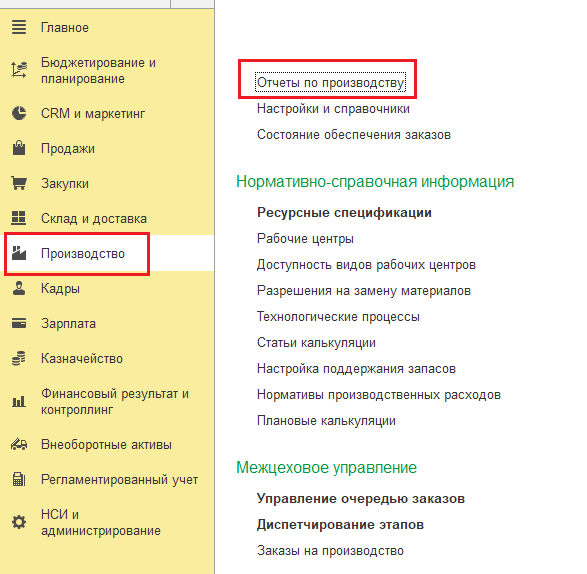 Главное
Бюджетирование и
планирование
CRM и маркетинг
Продажи
Закупки
Склад и доставка
Производство
Кадры
Зарплата
Казначейство
Финансовый результат и
контроллинг
Внеоборотные активы
Регламентированный учет
НСИ и
администрирование
Отчеты по производству
Настройки и справочники
Состояние обеспечения заказов
Нормативно-справочная информация
Ресурсные спецификации
Рабочие центры
Доступность видов рабочих центров
Разрешения на замену материалов
Технологические процессы
Статьи калькуляции
Настройка поддержания запасов
Нормативы производственных расходов
Плановые калькуляции
Межцеховое управление
Управление очередью заказов
Диспетчирование этапов
Заказы на производство